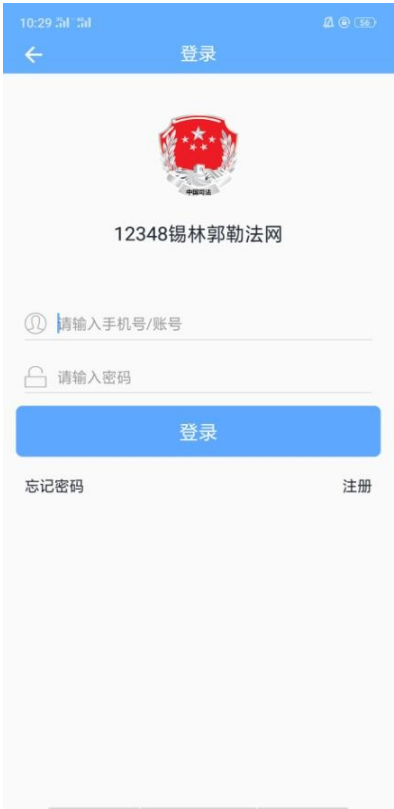 10:29
56
登录
中国司法
12348锡林郭勒法网
请输入手机号/账号
请输入密码
登录
忘记密码
注册